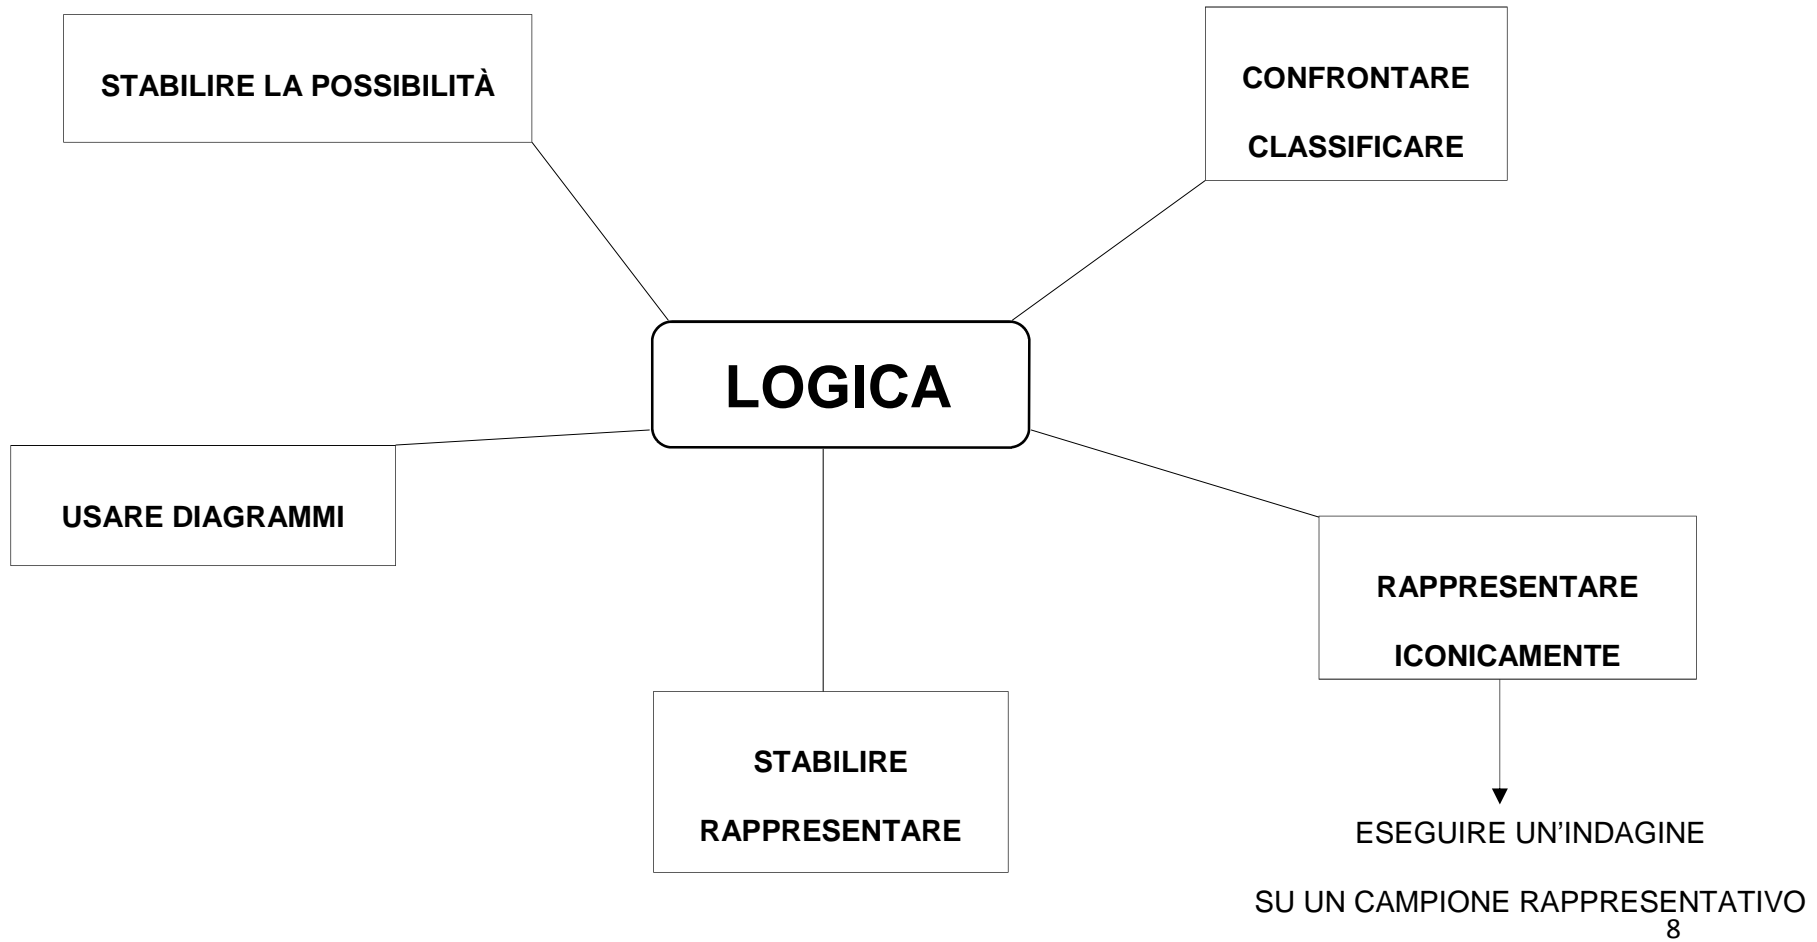 STABILIRE LA POSSIBILITÀ
CONFRONTARE
CLASSIFICARE
LOGICA
USARE DIAGRAMMI
RAPPRESENTARE
ICONICAMENTE
STABILIRE
RAPPRESENTARE
ESEGUIRE UN’INDAGINE
SU UN CAMPIONE RAPPRESENTATIVO
8